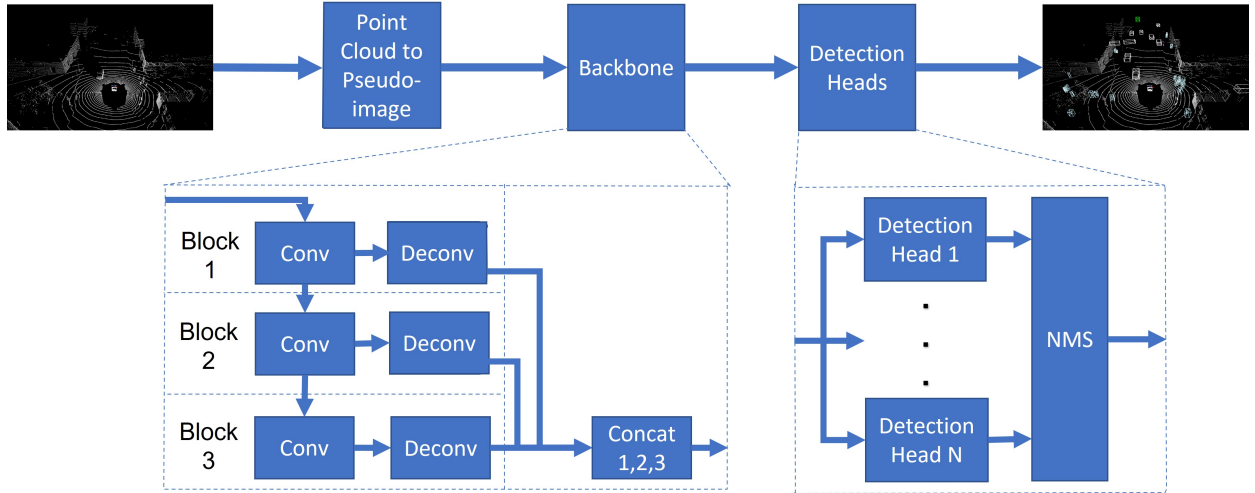 Point
Cloud to
Pseudo-
image
Backbone
Detection
Heads
Block
1
Conv
Deconv
Block
2
Conv
Deconv
Block
3
Conv
Deconv
Concat
1,2,3
Detection
Head 1
.
.
.
Detection
Head N
NMS